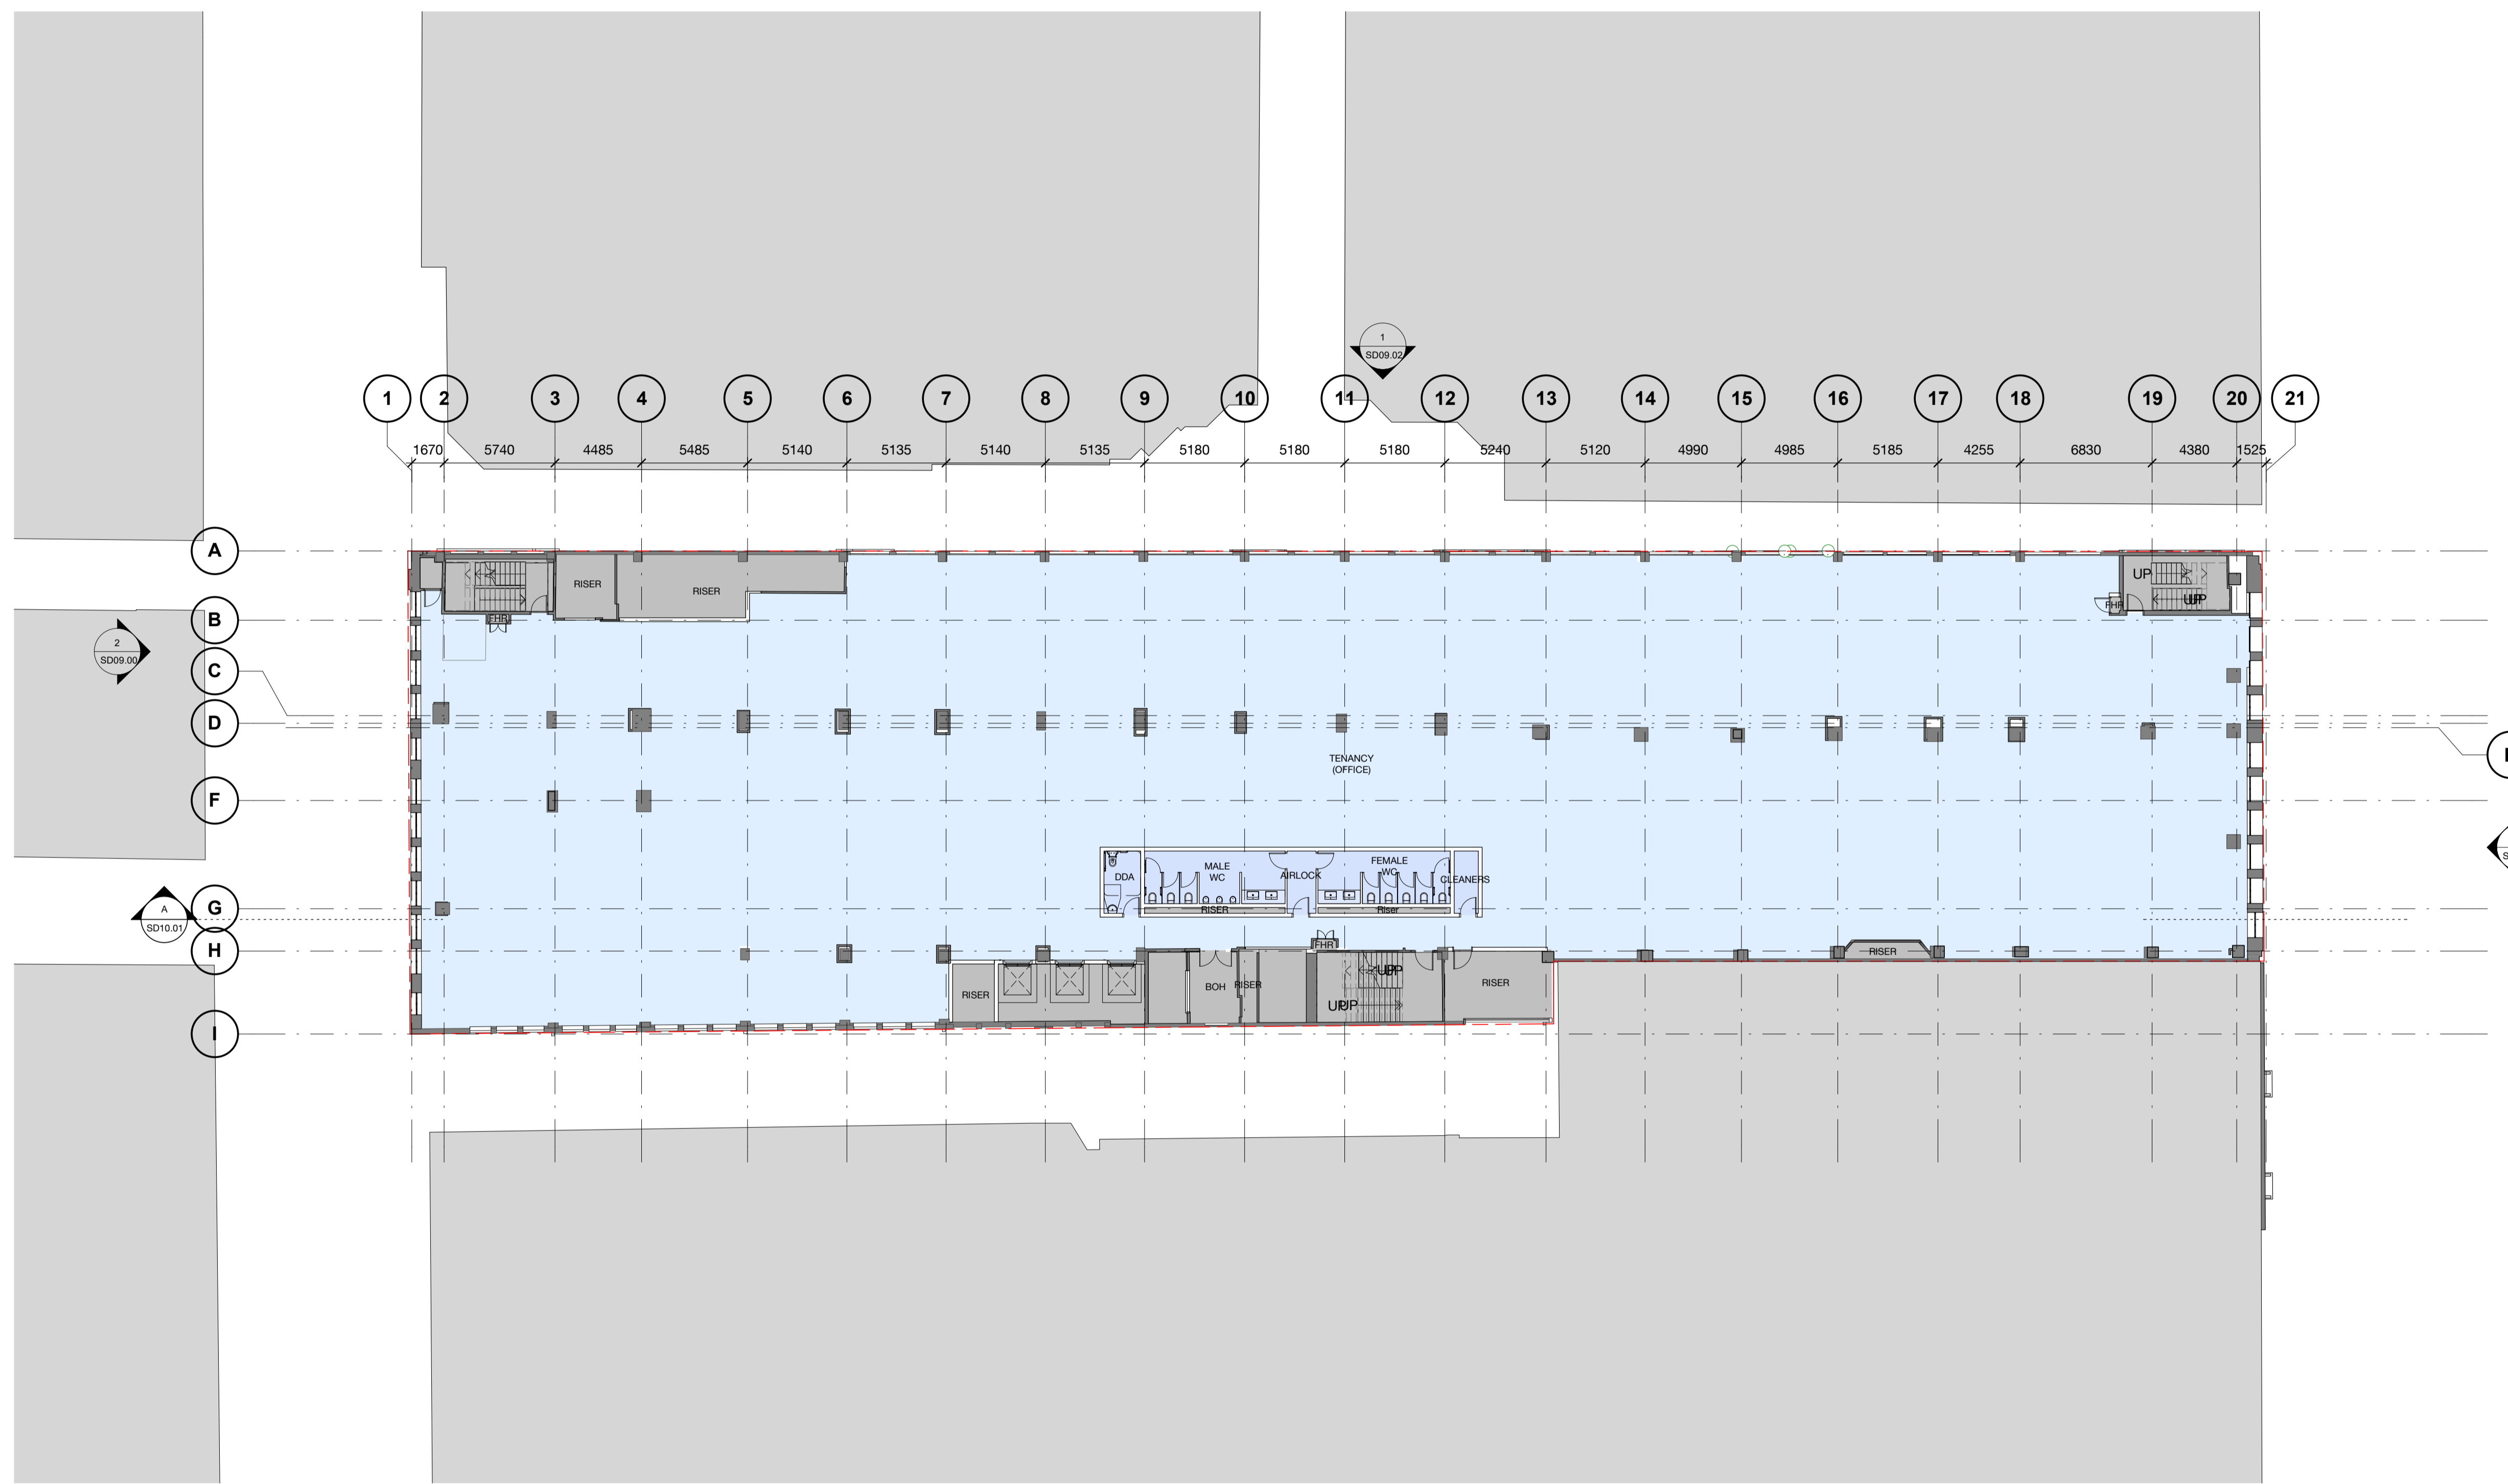 1
SD09.02
1 2 3 4 5 6 7 8 9 10 11 12 13 14 15 16 17 18 19 20 21
1670 5740 4485 5485 5140 5135 5140 5135 5180 5180 5180 5240 5120 4990 4985 5185 4255 6830 4380 1525
A
RISER
RISER
UP
UP
UP
FHR
FHR
B
2
SD09.00
C
D
TENANCY
(OFFICE)
F
MALE
WC
FEMALE
WC
DDA
AIRLOCK
CLEANERS
RISER
Riser
G
A
SD10.01
H
FHR
RISER
UP
UP
RISER
BOH
RISER
RISER
UP
UP
I